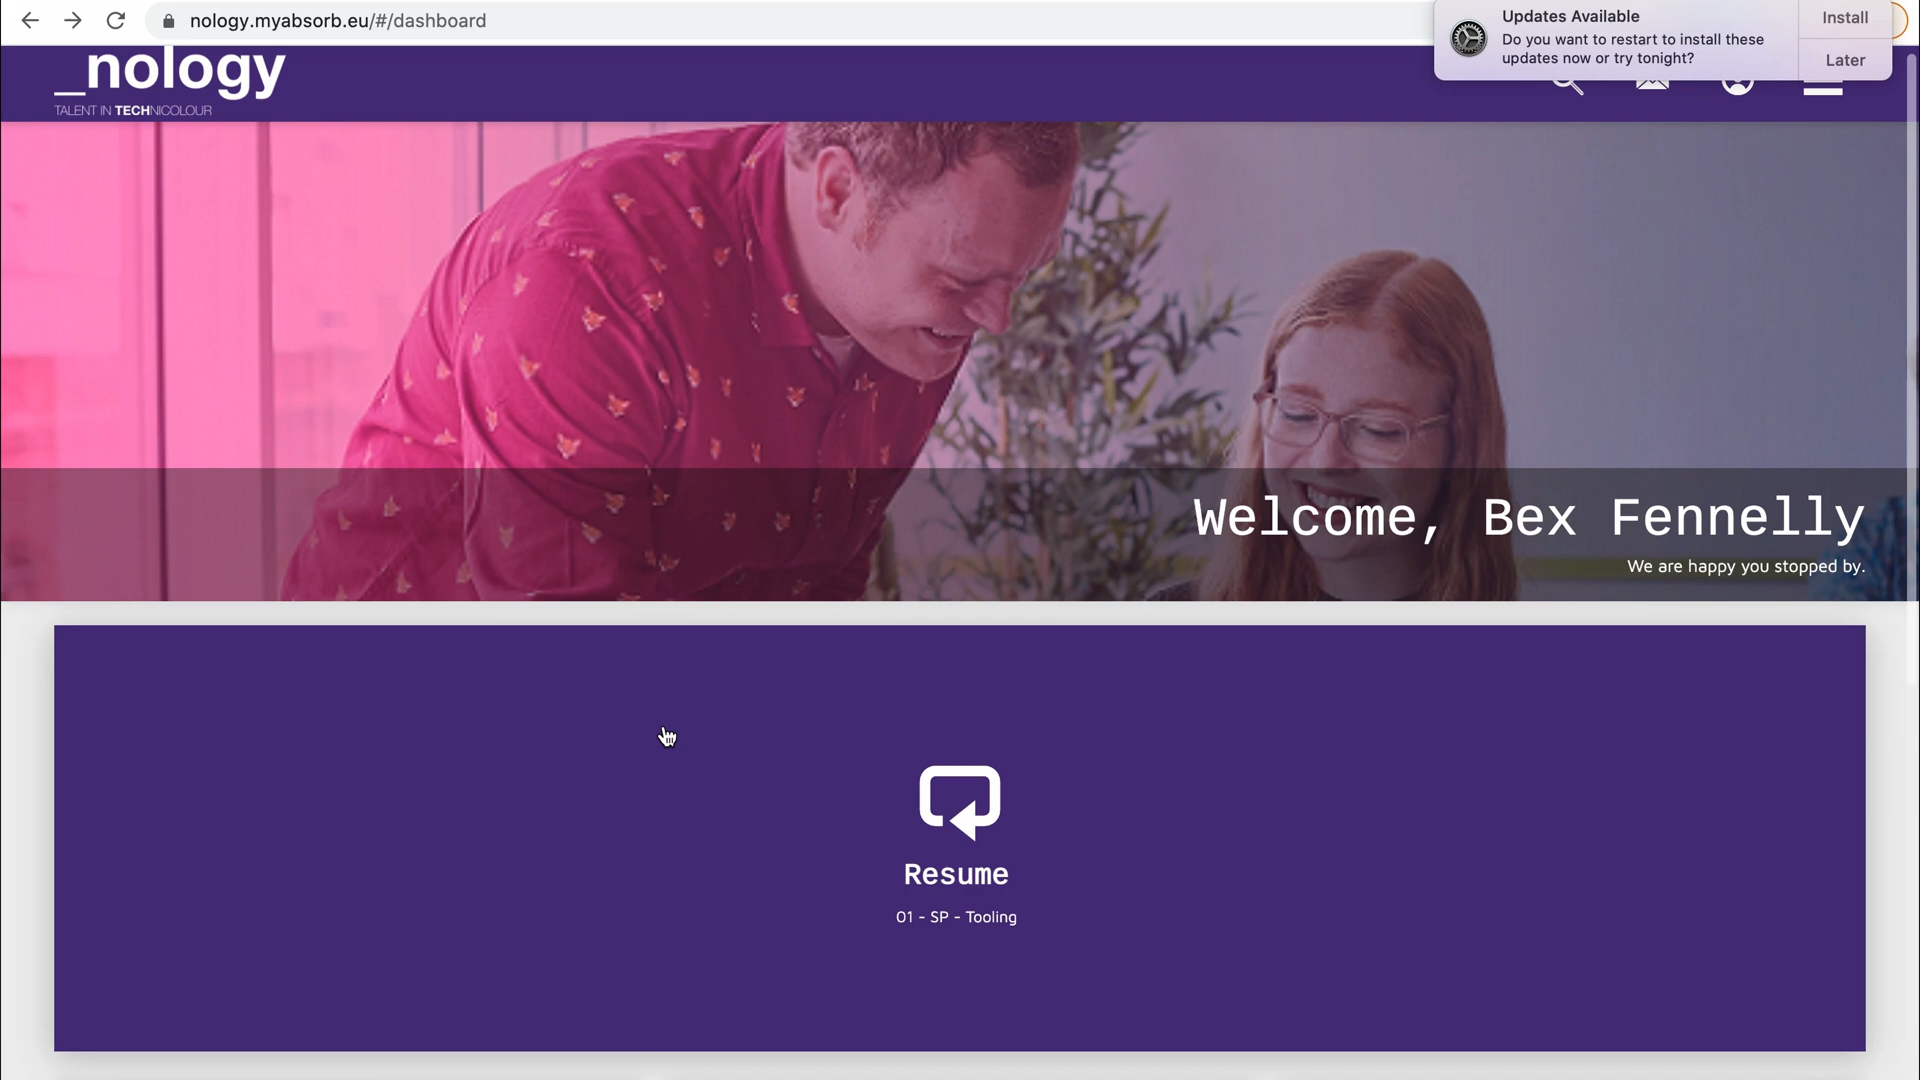 nology.myabsorb.eu/#/dashboard
Updates Available
Do you want to restart to install these
updates now or try tonight?
Install
Later
_nology
TALENT IN TECHNICOLOUR
Welcome, Bex Fennelly
We are happy you stopped by.
Resume
01 - SP - Tooling